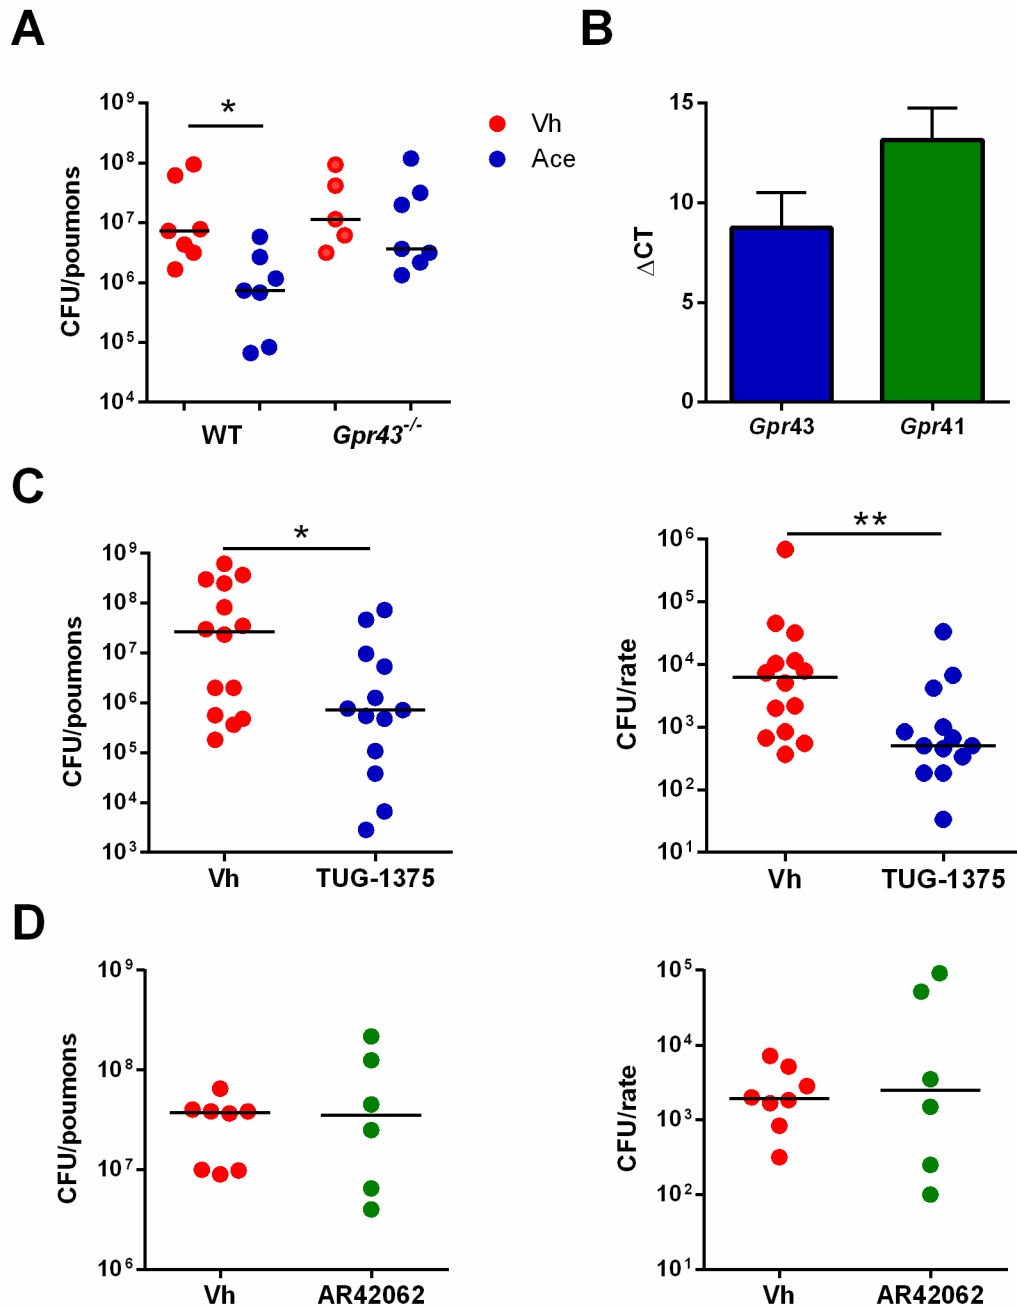 A
B
CFU/poumons
10⁹
10⁸
10⁷
10⁶
10⁵
10⁴
*
Vh
Ace
WT
Gpr43⁻/⁻
ΔCT
15
10
5
0
Gpr43
Gpr41
C
CFU/poumons
10⁹
10⁸
10⁷
10⁶
10⁵
10⁴
10³
*
Vh
TUG-1375
CFU/rate
10⁶
10⁵
10⁴
10³
10²
10¹
**
Vh
TUG-1375
D
CFU/poumons
10⁹
10⁸
10⁷
10⁶
Vh
AR42062
CFU/rate
10⁵
10⁴
10³
10²
10¹
Vh
AR42062